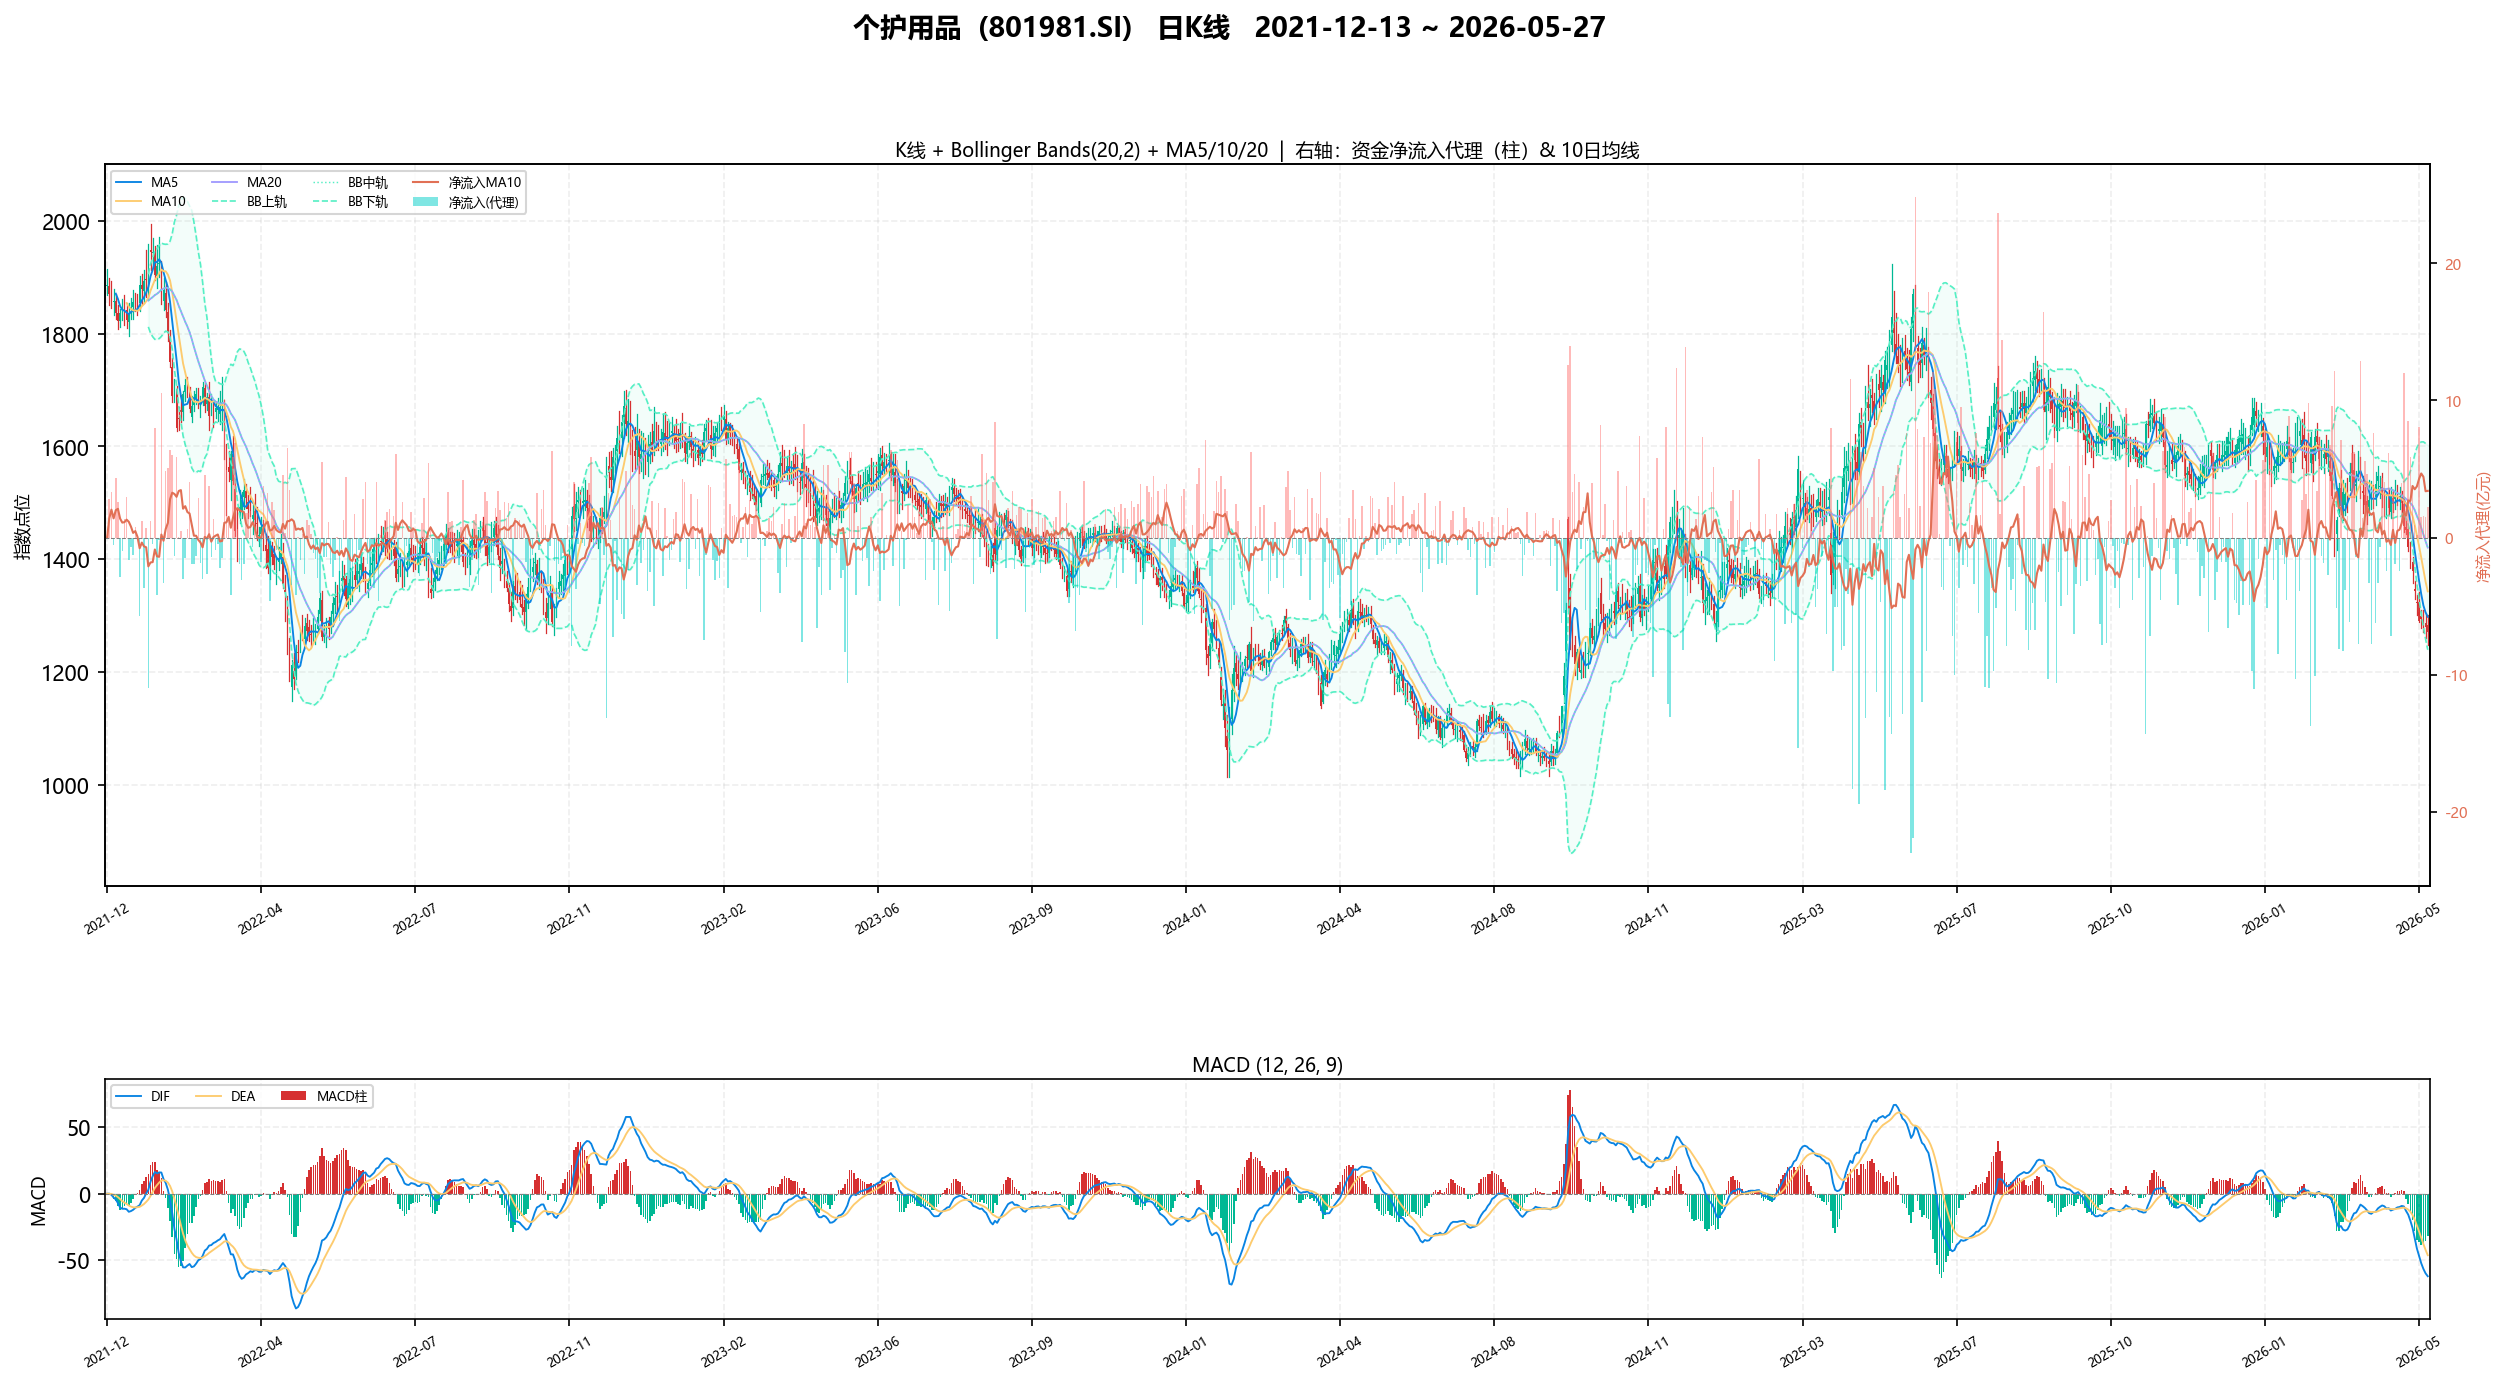 个护用品 (801981.SI) 日K线 2021-12-13 ~ 2026-05-27
K线 + Bollinger Bands(20,2) + MA5/10/20 | 右轴：资金净流入代理（柱）& 10日均线
MA5 MA20 BB中轨 净流入MA10
MA10 BB上轨 BB下轨 净流入(代理)
指数点位
2000
1800
1600
1400
1200
1000
20
10
0
-10
-20
净流入代理(亿元)
2021-12 2022-04 2022-07 2022-11 2023-02 2023-06 2023-09 2024-01 2024-04 2024-08 2024-11 2025-03 2025-07 2025-10 2026-01 2026-05
MACD (12, 26, 9)
DIF DEA MACD柱
MACD
50
0
-50
2021-12 2022-04 2022-07 2022-11 2023-02 2023-06 2023-09 2024-01 2024-04 2024-08 2024-11 2025-03 2025-07 2025-10 2026-01 2026-05